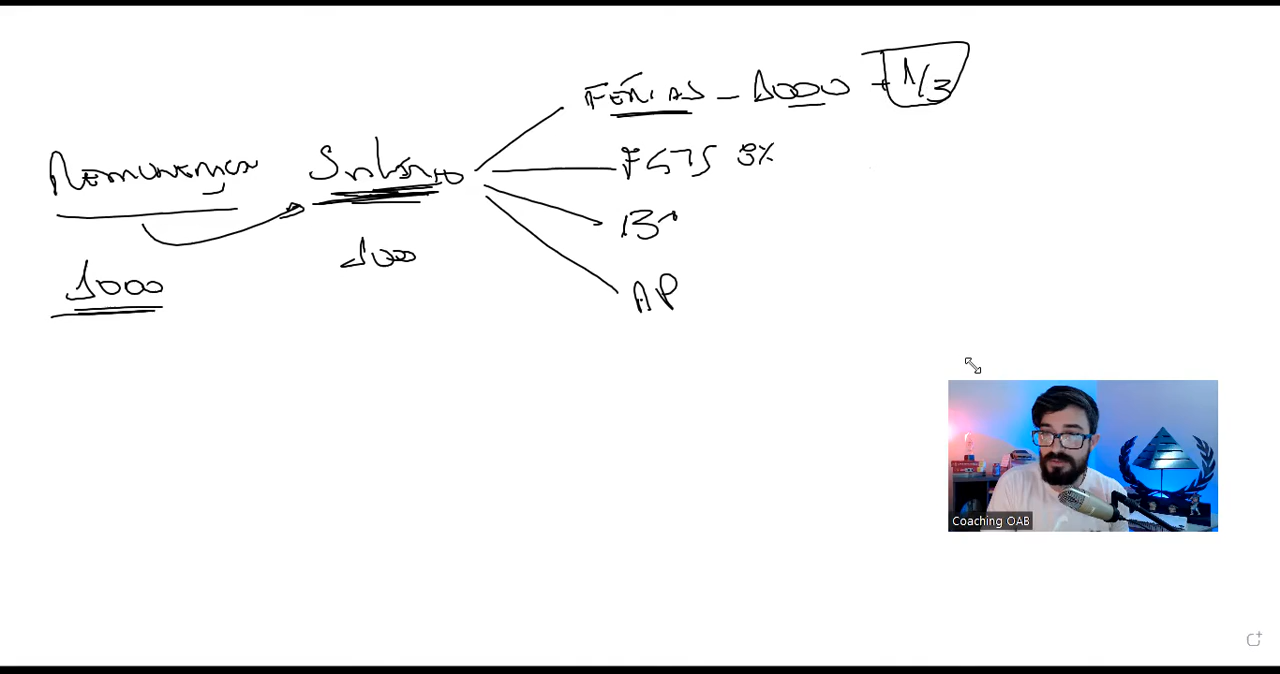 Remuneração
Salário
FÉRIAS - 1000 + 1/3
FGTS 8%
13º
AP
1000
1000
Coaching OAB